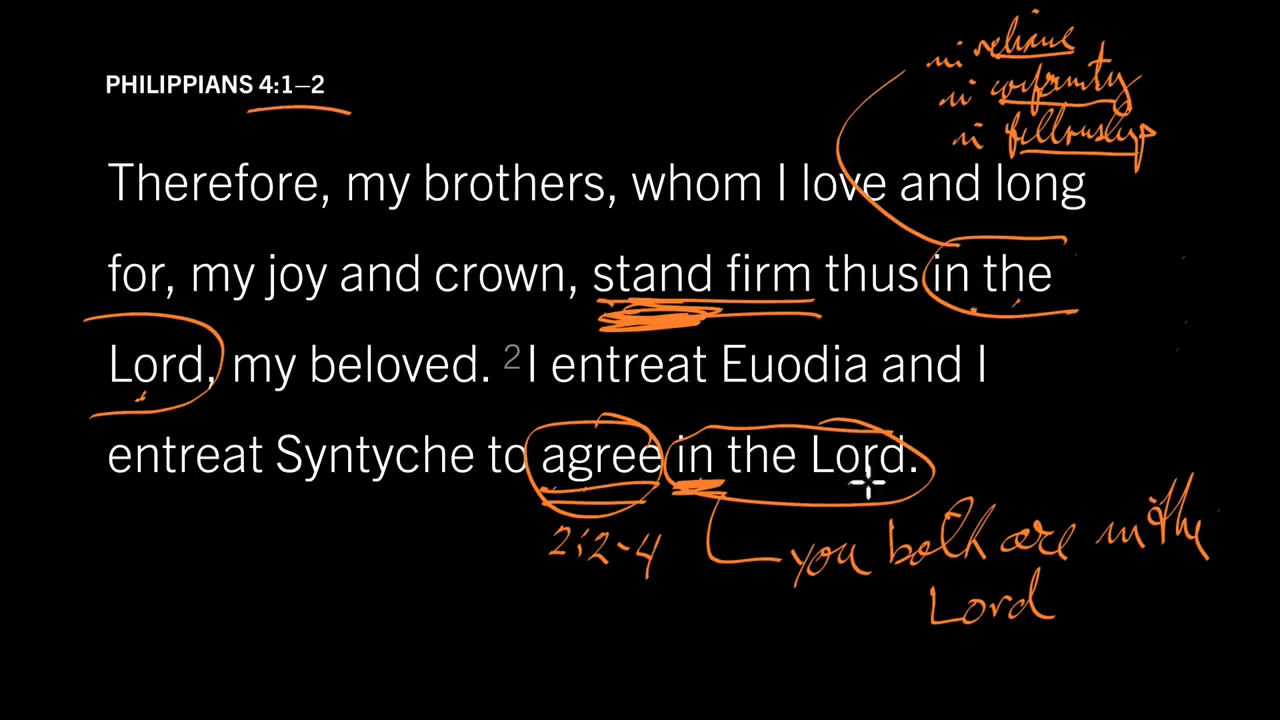 in reliance
in conformity
in fellowship
PHILIPPIANS 4:1–2
Therefore, my brothers, whom I love and long
for, my joy and crown, stand firm thus in the
Lord, my beloved. 2 I entreat Euodia and I
entreat Syntyche to agree in the Lord.
2:2-4
you both are in the
Lord